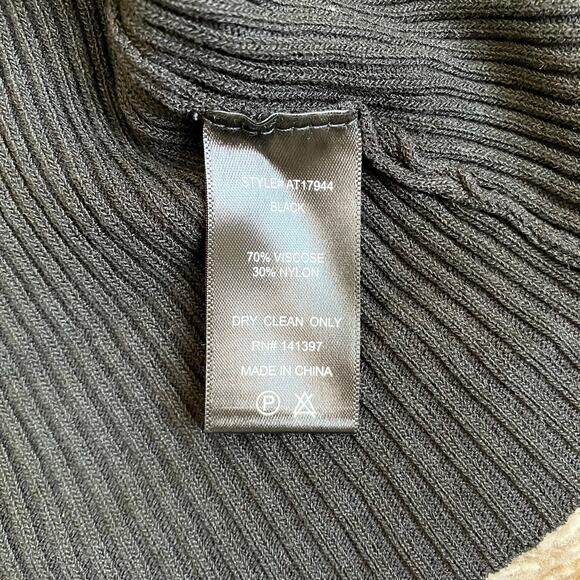 STYLE# AT17944
BLACK
70% VISCOSE
30% NYLON
DRY CLEAN ONLY
RN# 141397
MADE IN CHINA
P